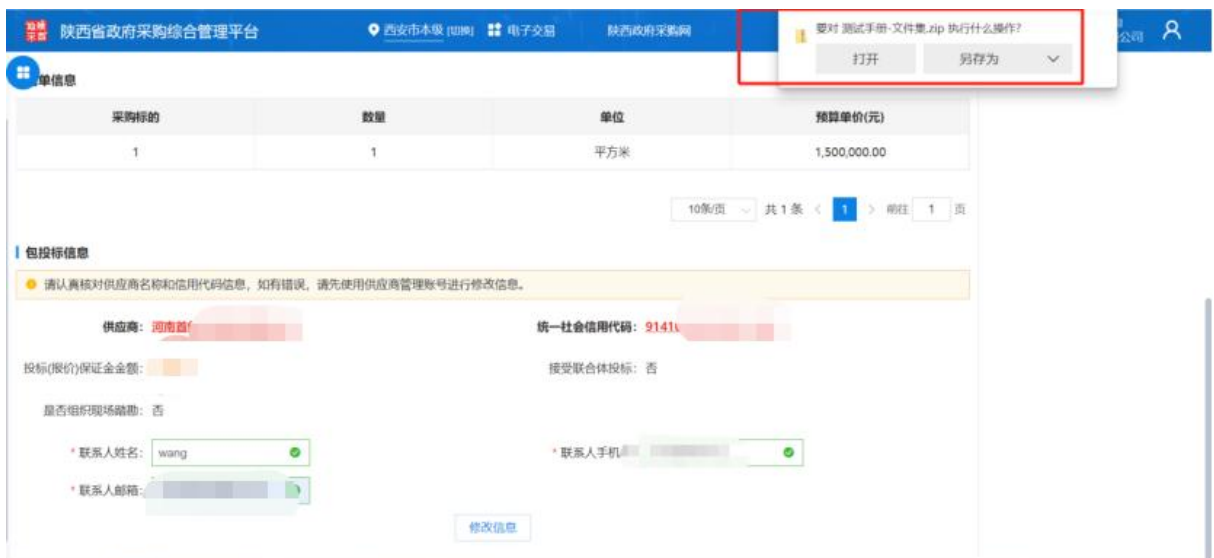 政府采购 陕西省政府采购综合管理平台 西安市本级 [切换] 电子交易 陕西政府采购网
要对 测试手册-文件集.zip 执行什么操作?
打开 另存为
公司
单信息
采购标的 数量 单位 预算单价(元)
1 1 平方米 1,500,000.00
10条/页 共 1 条 < 1 > 前往 1 页
包投标信息
请认真核对供应商名称和信用代码信息，如有错误，请先使用供应商管理账号进行修改信息。
供应商： 河南首 统一社会信用代码： 9141
投标(报价)保证金金额： 接受联合体投标： 否
是否组织现场踏勘： 否
* 联系人姓名： wang * 联系人手机
* 联系人邮箱：
修改信息